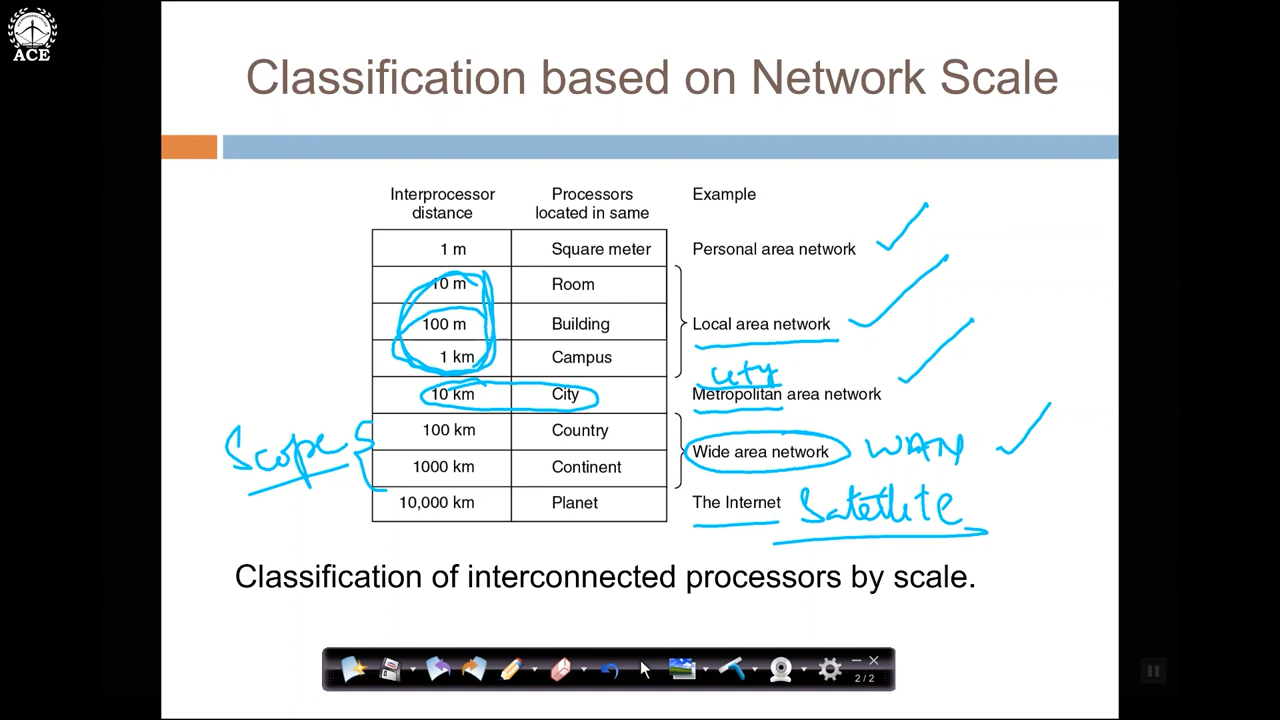 ACE
Classification based on Network Scale
Interprocessor distance Processors located in same Example
1 m Square meter Personal area network
10 m Room
100 m Building Local area network
1 km Campus
city
10 km City Metropolitan area network
100 km Country
Scope Wide area network WAN
1000 km Continent
10,000 km Planet The Internet Satellite
Classification of interconnected processors by scale.
2 / 2